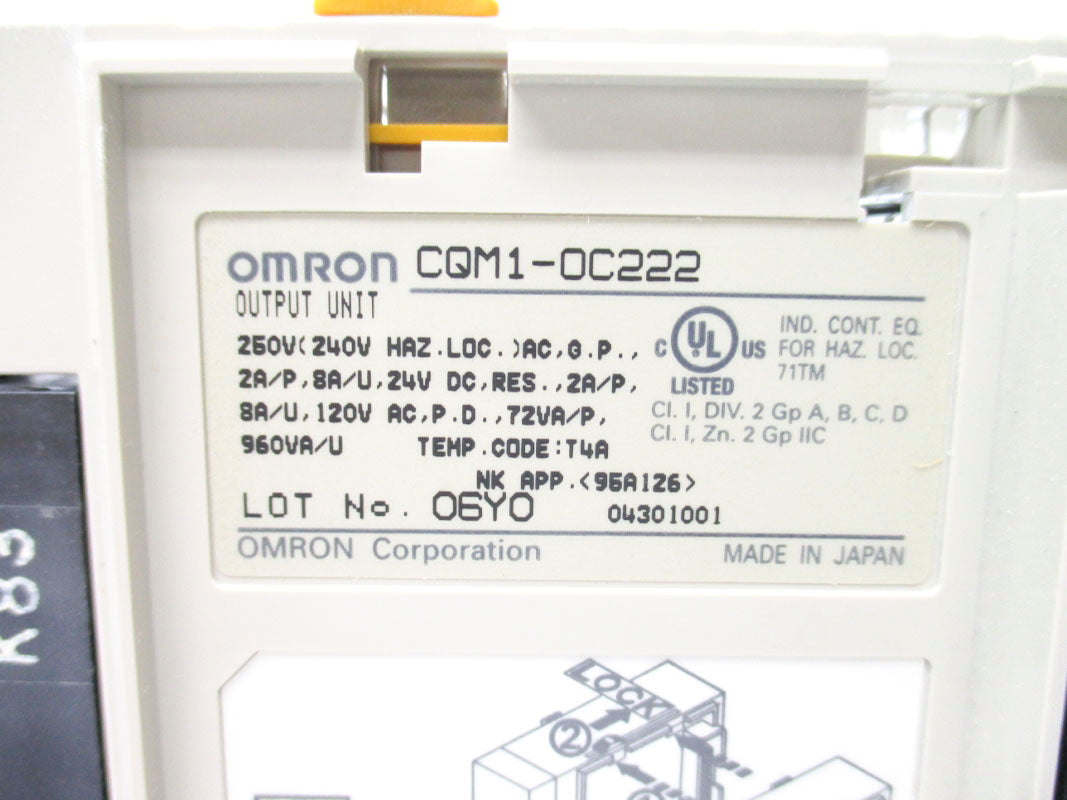 OMRON CQM1-OC222
OUTPUT UNIT
250V(240V HAZ.LOC.)AC,G.P.,
2A/P,8A/U,24V DC,RES.,2A/P,
8A/U,120V AC,P.D.,72VA/P,
960VA/U TEMP.CODE:T4A
NK APP.<95A126>
C UL US
LISTED
IND. CONT. EQ.
FOR HAZ. LOC.
71TM
Cl. I, DIV. 2 Gp A, B, C, D
Cl. I, Zn. 2 Gp IIC
LOT No. 06Y0 04301001
OMRON Corporation MADE IN JAPAN
LOCK
2
K83